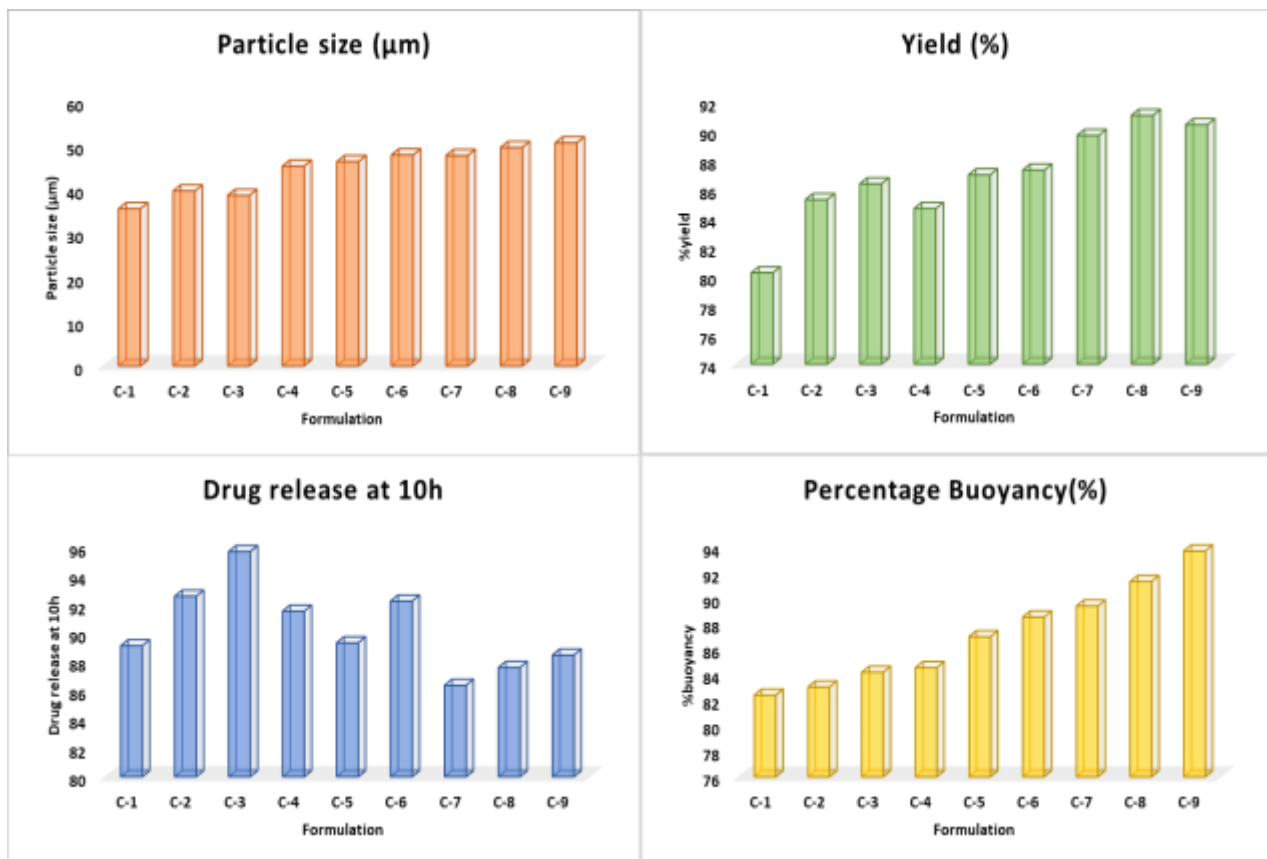 Particle size (µm)
Particle size (µm)
60
50
40
30
20
10
0
C-1 C-2 C-3 C-4 C-5 C-6 C-7 C-8 C-9
Formulation
Yield (%)
%yield
92
90
88
86
84
82
80
78
76
74
C-1 C-2 C-3 C-4 C-5 C-6 C-7 C-8 C-9
Formulation
Drug release at 10h
Drug release at 10h
96
94
92
90
88
86
84
82
80
C-1 C-2 C-3 C-4 C-5 C-6 C-7 C-8 C-9
Formulation
Percentage Buoyancy(%)
%buoyancy
94
92
90
88
86
84
82
80
78
76
C-1 C-2 C-3 C-4 C-5 C-6 C-7 C-8 C-9
Formulation